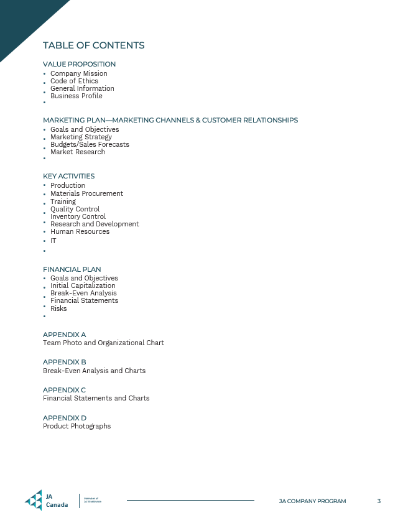 TABLE OF CONTENTS
VALUE PROPOSITION
• Company Mission
• Code of Ethics
General Information
• Business Profile
•
MARKETING PLAN—MARKETING CHANNELS & CUSTOMER RELATIONSHIPS
• Goals and Objectives
• Marketing Strategy
Budgets/Sales Forecasts
• Market Research
•
KEY ACTIVITIES
• Production
• Materials Procurement
• Training
Quality Control
• Inventory Control
• Research and Development
• Human Resources
• IT
•
FINANCIAL PLAN
• Goals and Objectives
• Initial Capitalization
Break-Even Analysis
• Financial Statements
• Risks
•
APPENDIX A
Team Photo and Organizational Chart
APPENDIX B
Break-Even Analysis and Charts
APPENDIX C
Financial Statements and Charts
APPENDIX D
Product Photographs
JA
Canada
JA COMPANY PROGRAM 3